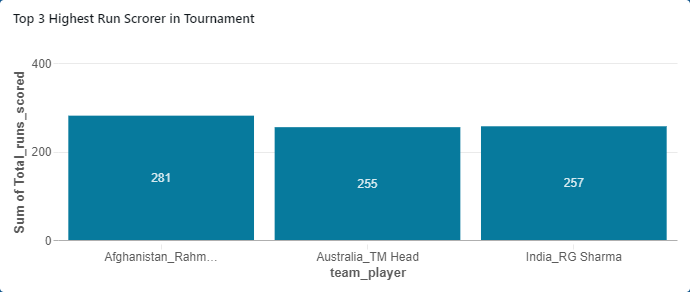 Top 3 Highest Run Scrorer in Tournament
Sum of Total_runs_scored
400
200
0
281
255
257
Afghanistan_Rahm…
Australia_TM Head
India_RG Sharma
team_player